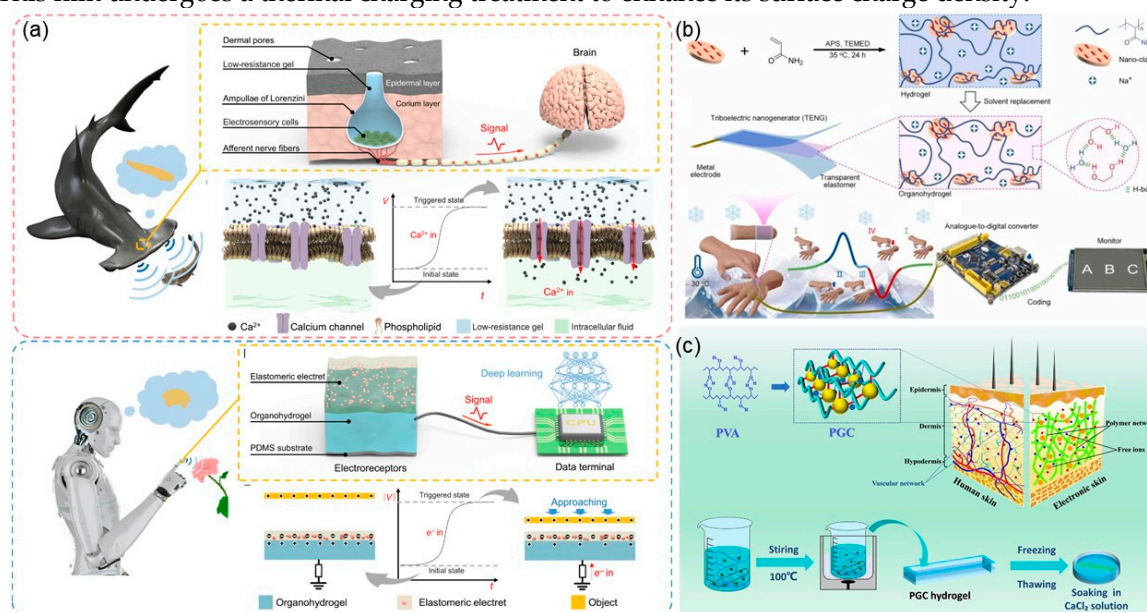 This film undergoes a thermal charging treatment to enhance its surface charge density.
(a)
Dermal pores
Low-resistance gel
Ampullae of Lorenzini
Electrosensory cells
Afferent nerve fibers
Epidermal layer
Corium layer
Signal
Brain
V
Triggered state
Ca²⁺ in
Initial state
t
Ca²⁺ in
Ca²⁺
Calcium channel
Phospholipid
Low-resistance gel
Intracellular fluid
Elastomeric electret
Organohydrogel
PDMS substrate
Electroreceptors
Signal
Deep learning
CPU
Data terminal
|V|
Triggered state
e⁻ in
Initial state
t
Approaching
e⁻ in
Organohydrogel
Elastomeric electret
Object
(b)
NH₂
APS, TEMED
35 °C, 24 h
Hydrogel
Nano-cla
Na⁺
Solvent replacement
Triboelectric nanogenerator (TENG)
Metal
electrode
Transparent
elastomer
Organohydrogel
H-bo
- 30 °C
I
II
III
IV
I
Analogue-to-digital converter
Coding
Monitor
A B C
(c)
PVA
PGC
Epidermis
Dermis
Hypodermis
Vascular network
Human skin
Electronic skin
Polymer netw
Free ions
Stiring
100℃
PGC hydrogel
Freezing
Thawing
Soaking in
CaCl₂ solution